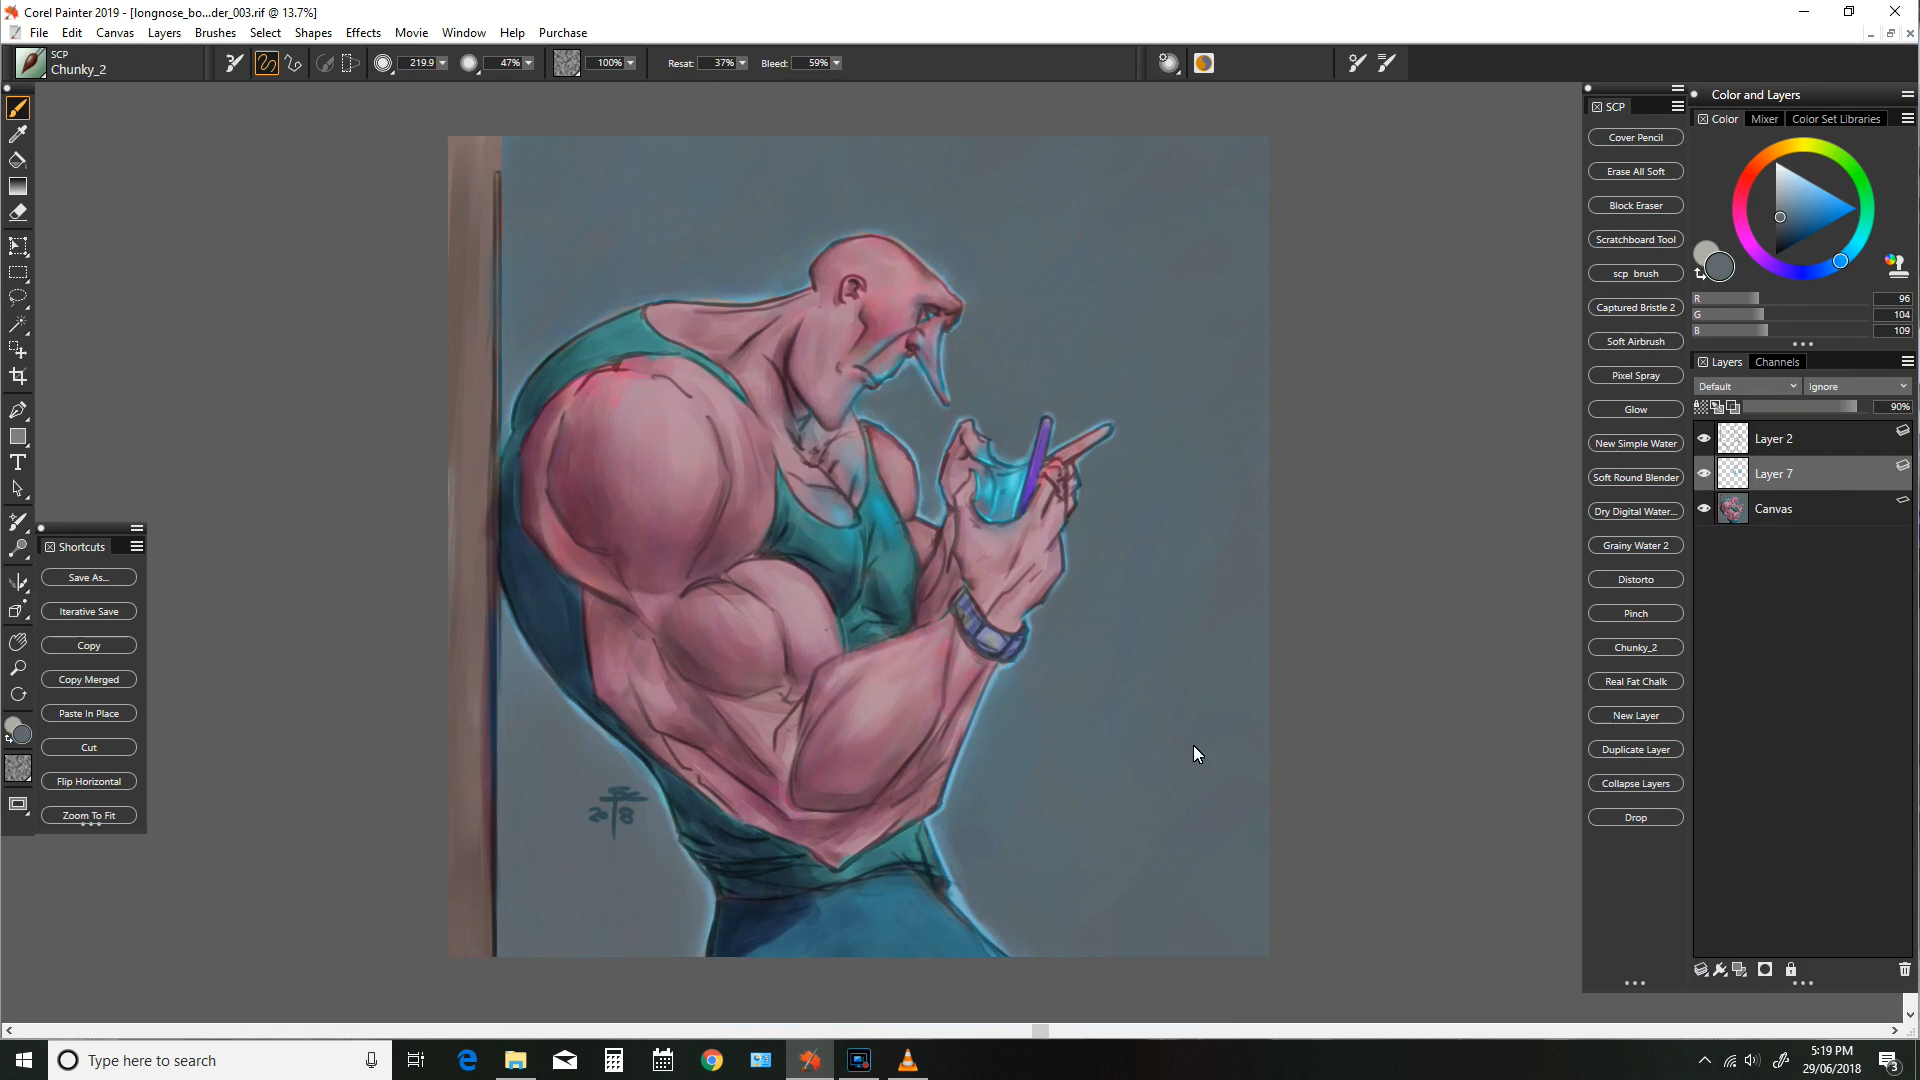 Corel Painter 2019 - [longnose_bo...der_003.rif @ 13.7%]
File Edit Canvas Layers Brushes Select Shapes Effects Movie Window Help Purchase
SCP
Chunky_2
219.9 47% 100% Resat: 37% Bleed: 59%
SCP
Cover Pencil
Erase All Soft
Block Eraser
Scratchboard Tool
scp brush
Captured Bristle 2
Soft Airbrush
Pixel Spray
Glow
New Simple Water
Soft Round Blender
Dry Digital Water...
Grainy Water 2
Distorto
Pinch
Chunky_2
Real Fat Chalk
New Layer
Duplicate Layer
Collapse Layers
Drop
Color and Layers
Color Mixer Color Set Libraries
R 96
G 104
B 109
Layers Channels
Default Ignore
90%
Layer 2
Layer 7
Canvas
Shortcuts
Save As...
Iterative Save
Copy
Copy Merged
Paste In Place
Cut
Flip Horizontal
Zoom To Fit
2018
Type here to search
5:19 PM
29/06/2018
3